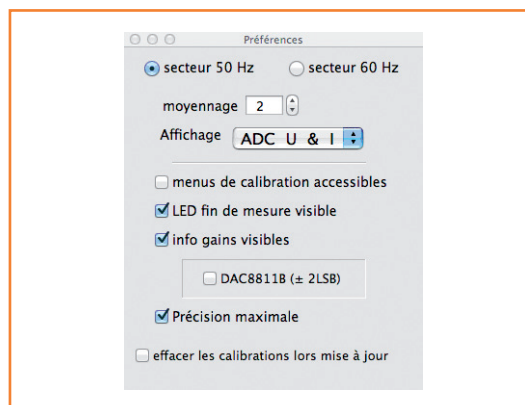 Préférences
secteur 50 Hz secteur 60 Hz
moyennage 2
Affichage ADC U & I
menus de calibration accessibles
LED fin de mesure visible
info gains visibles
DAC8811B (± 2LSB)
Précision maximale
effacer les calibrations lors mise à jour